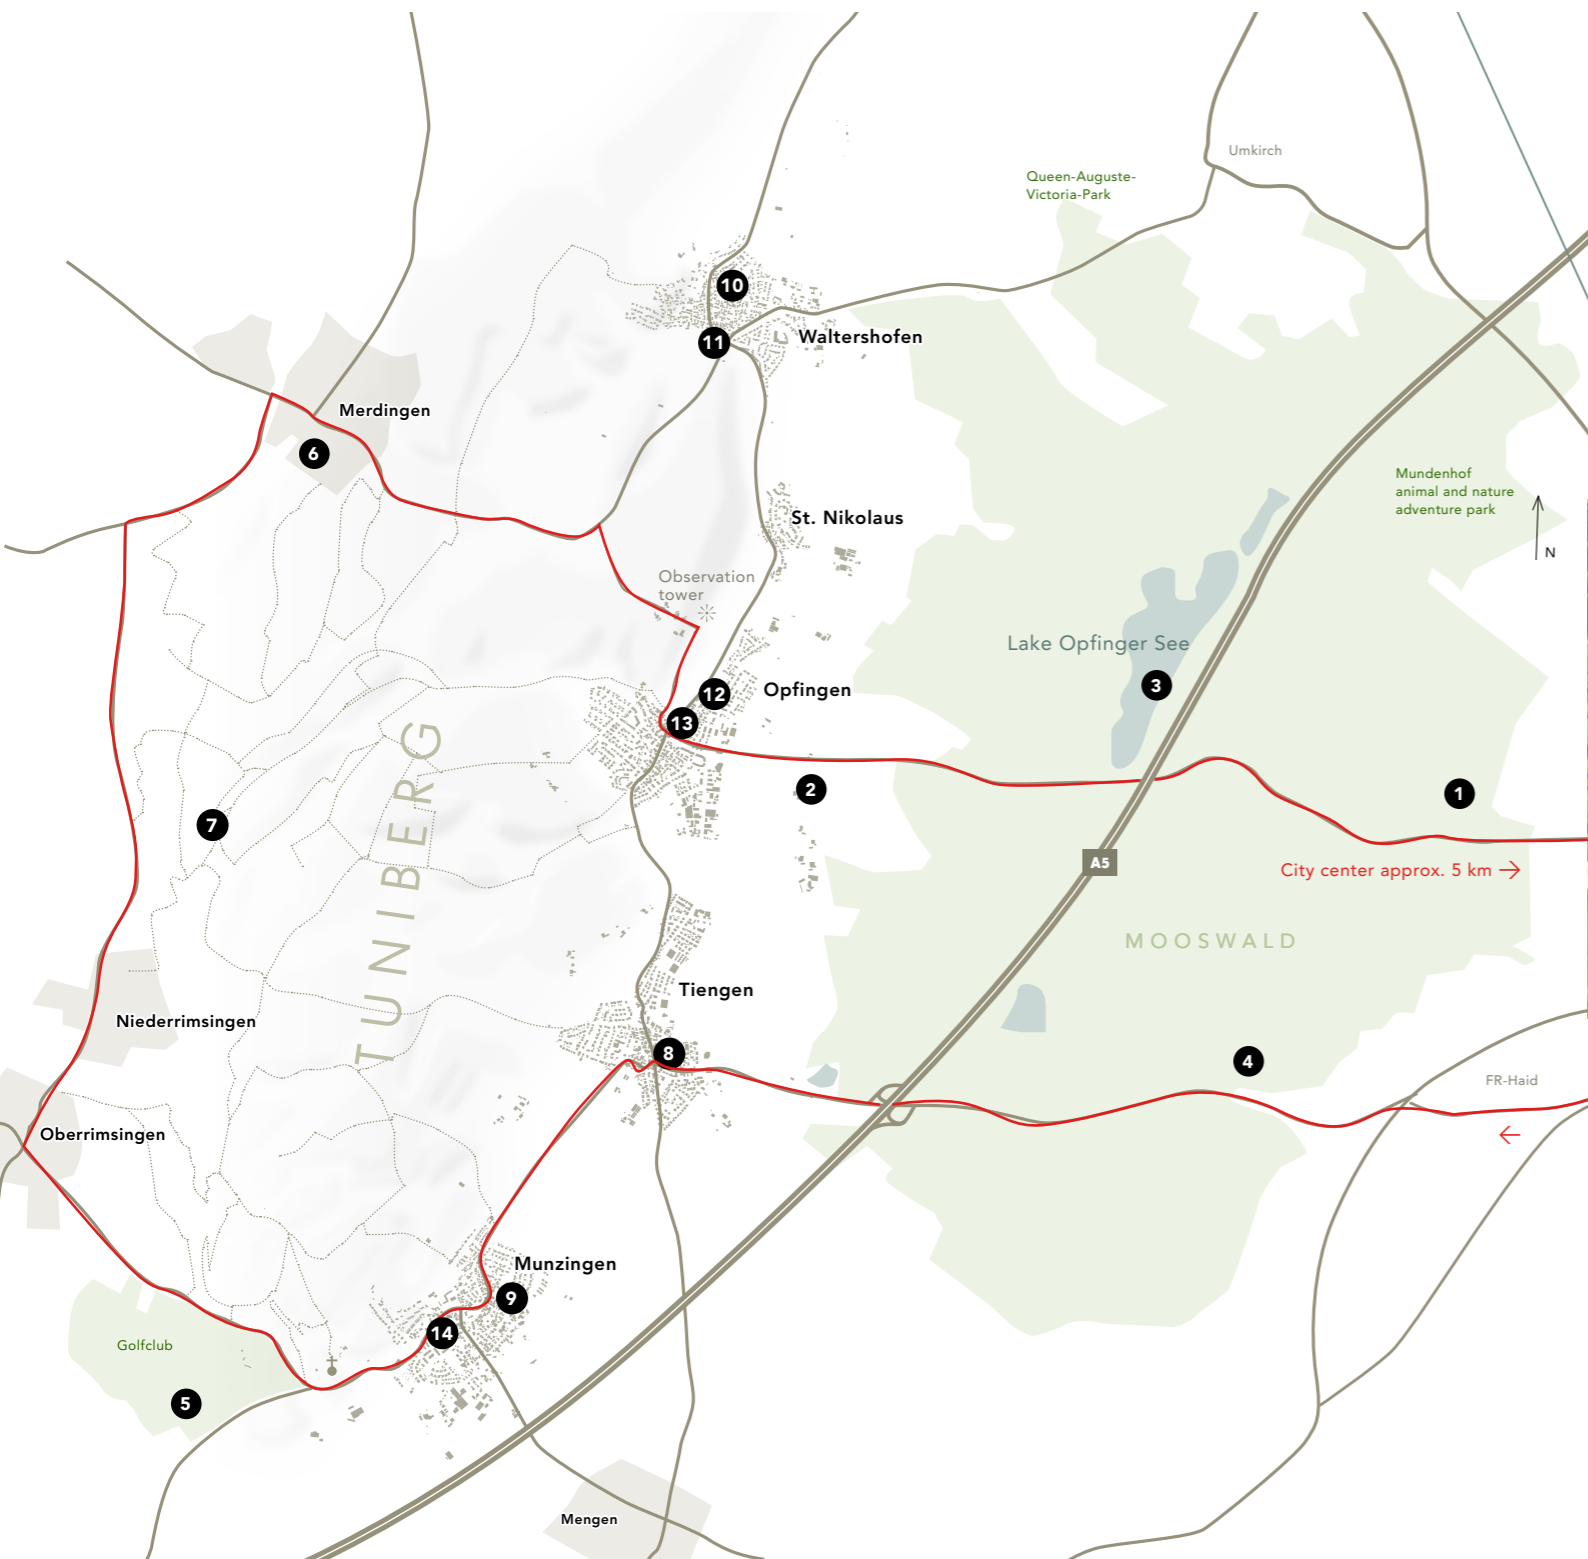 Umkirch
Queen-Auguste-
Victoria-Park
10
11
Waltershofen
Merdingen
6
Mundenhof
animal and nature
adventure park
N
St. Nikolaus
Observation
tower
Lake Opfinger See
3
12
Opfingen
13
2
1
7
TUNIBERG
A5
City center approx. 5 km →
MOOSWALD
Tiengen
Niederrimsingen
8
4
FR-Haid
←
Oberrimsingen
Munzingen
9
14
Golfclub
5
Mengen